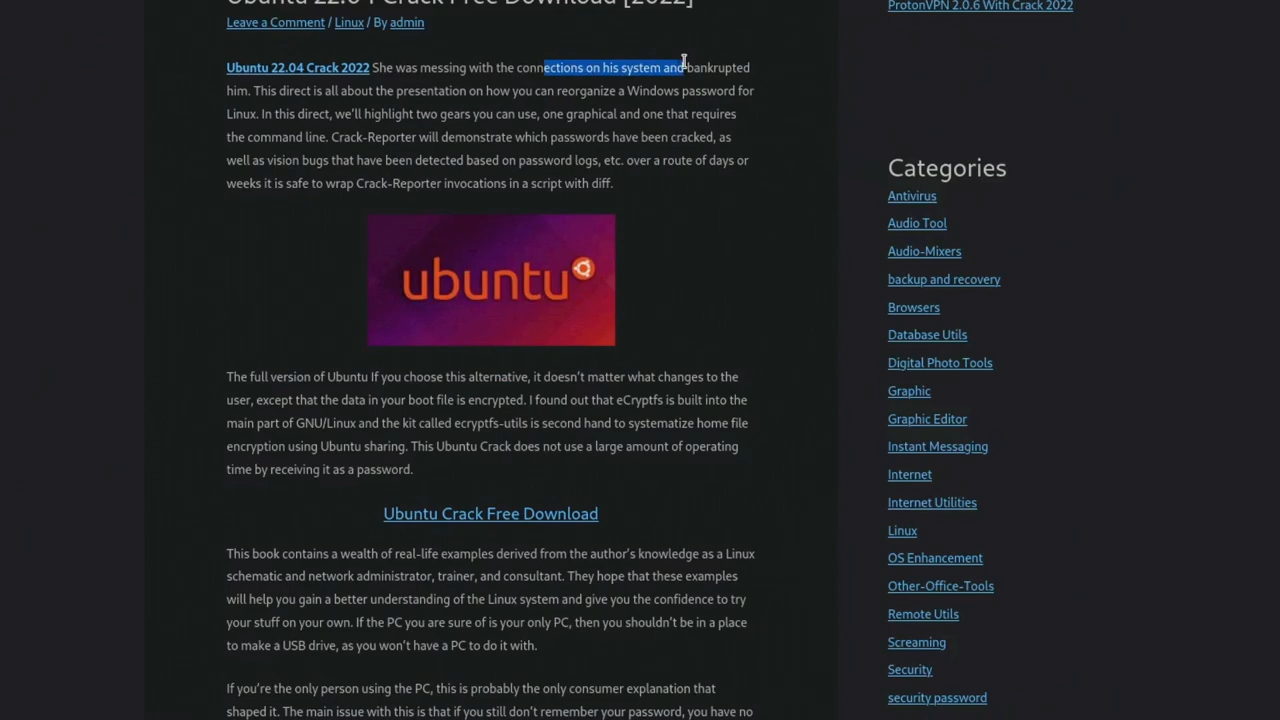 Ubuntu 22.04 Crack Free Download [2022]
Leave a Comment / Linux / By admin
Ubuntu 22.04 Crack 2022 She was messing with the connections on his system and bankrupted
him. This direct is all about the presentation on how you can reorganize a Windows password for
Linux. In this direct, we’ll highlight two gears you can use, one graphical and one that requires
the command line. Crack-Reporter will demonstrate which passwords have been cracked, as
well as vision bugs that have been detected based on password logs, etc. over a route of days or
weeks it is safe to wrap Crack-Reporter invocations in a script with diff.
ubuntu
The full version of Ubuntu If you choose this alternative, it doesn’t matter what changes to the
user, except that the data in your boot file is encrypted. I found out that eCryptfs is built into the
main part of GNU/Linux and the kit called ecryptfs-utils is second hand to systematize home file
encryption using Ubuntu sharing. This Ubuntu Crack does not use a large amount of operating
time by receiving it as a password.
Ubuntu Crack Free Download
This book contains a wealth of real-life examples derived from the author’s knowledge as a Linux
schematic and network administrator, trainer, and consultant. They hope that these examples
will help you gain a better understanding of the Linux system and give you the confidence to try
your stuff on your own. If the PC you are sure of is your only PC, then you shouldn’t be in a place
to make a USB drive, as you won’t have a PC to do it with.
If you’re the only person using the PC, this is probably the only consumer explanation that
shaped it. The main issue with this is that if you still don’t remember your password, you have no
ProtonVPN 2.0.6 With Crack 2022
Categories
Antivirus
Audio Tool
Audio-Mixers
backup and recovery
Browsers
Database Utils
Digital Photo Tools
Graphic
Graphic Editor
Instant Messaging
Internet
Internet Utilities
Linux
OS Enhancement
Other-Office-Tools
Remote Utils
Screaming
Security
security password